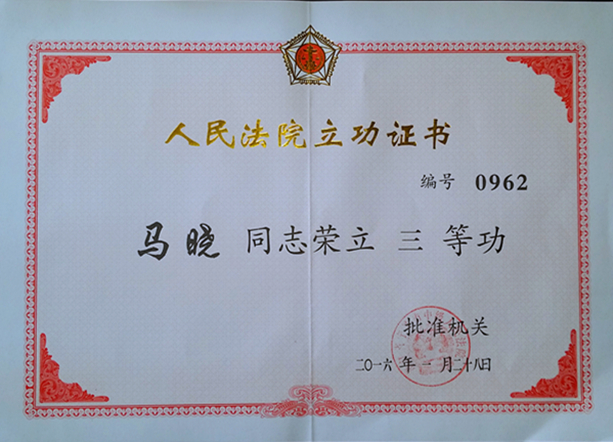 人民法院立功证书
编号 0962
马晓 同志荣立 三 等功
批准机关
二〇一六 年 一 月二十八日